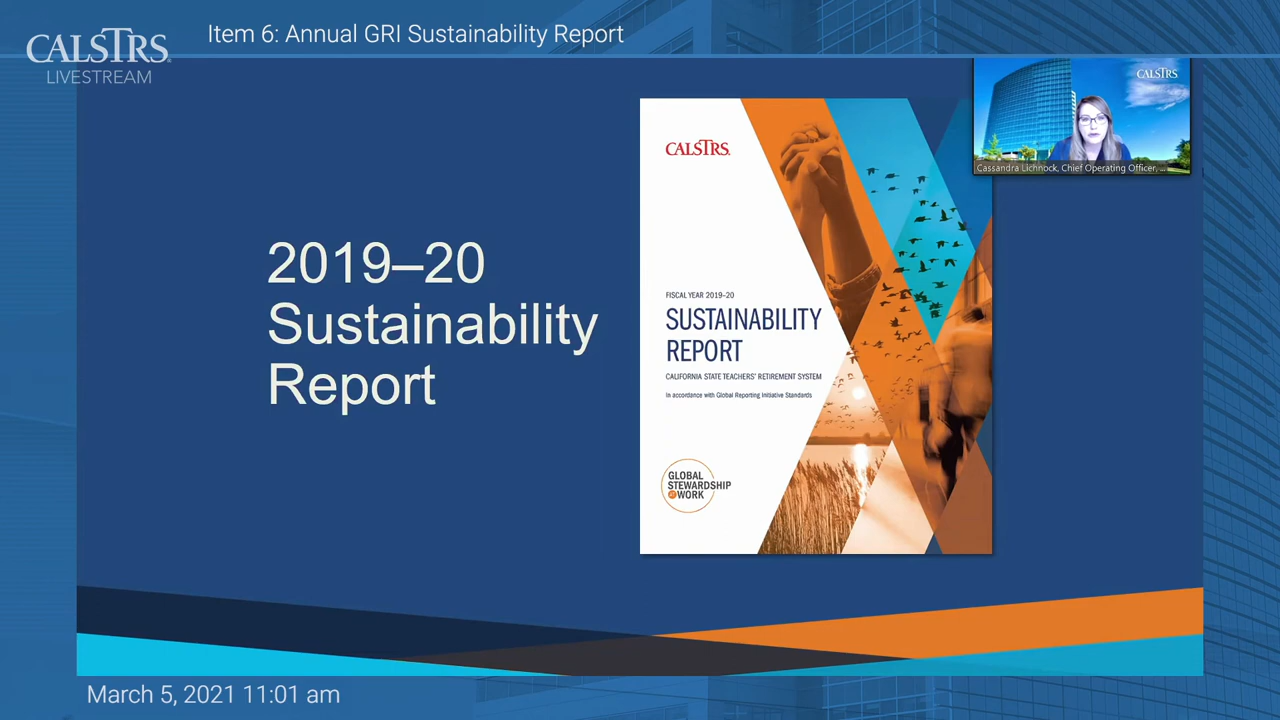 Item 6: Annual GRI Sustainability Report
CALSTRS
LIVESTREAM
CALSTRS
Cassandra Lichnock, Chief Operating Officer, ...
2019–20
Sustainability
Report
CALSTRS
FISCAL YEAR 2019–20
SUSTAINABILITY
REPORT
CALIFORNIA STATE TEACHERS' RETIREMENT SYSTEM
In accordance with Global Reporting Initiative Standards
GLOBAL
STEWARDSHIP
at WORK
March 5, 2021 11:01 am